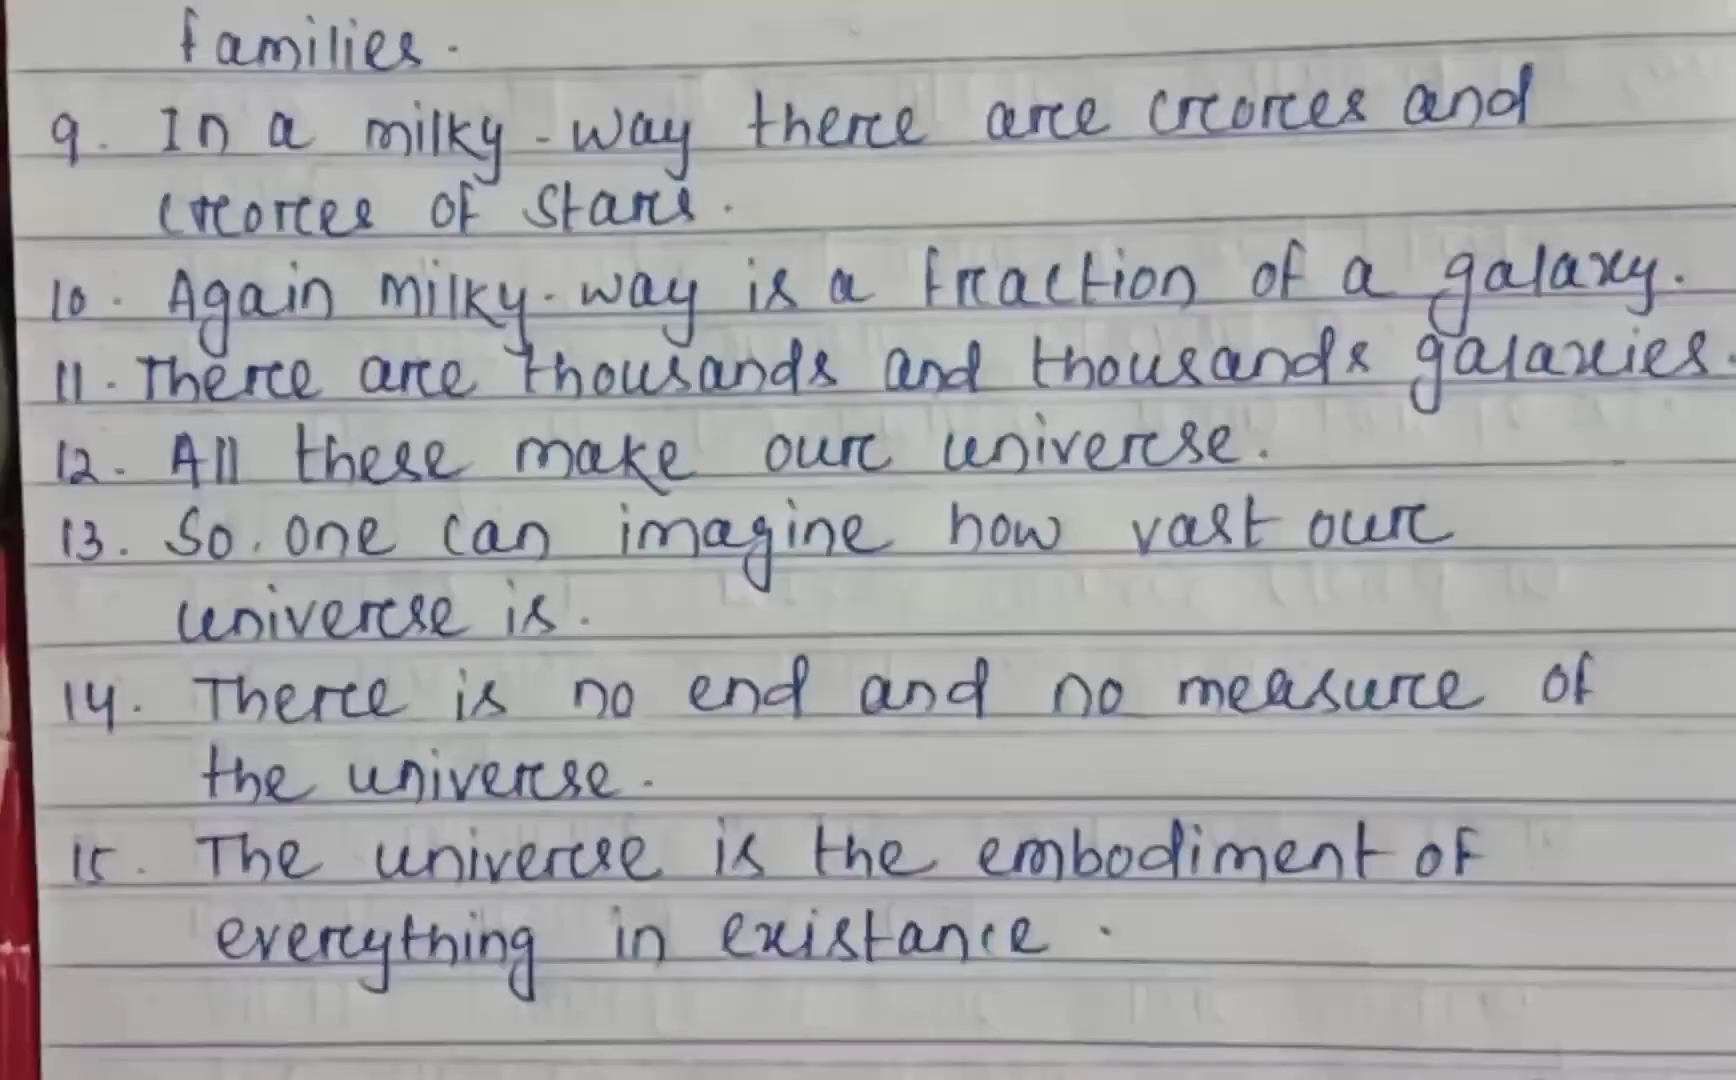 families.
9. In a milky-way there are crores and
crores of stars.
10. Again milky-way is a fraction of a galaxy.
11. There are thousands and thousands galaxies.
12. All these make our universe.
13. So, one can imagine how vast our
universe is.
14. There is no end and no measure of
the universe.
15. The universe is the embodiment of
everything in existance.